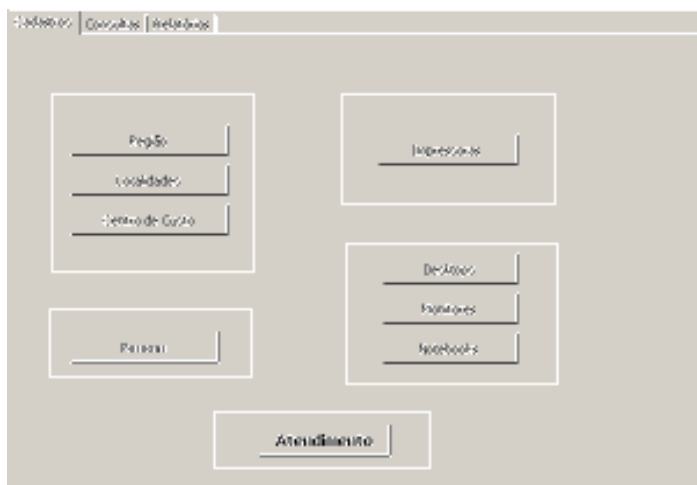 Cadastros Consultas Relatórios
Região
Localidades
Centro de Custo
Impressoras
Desktops
Monitores
Notebooks
Pessoas
Atendimento